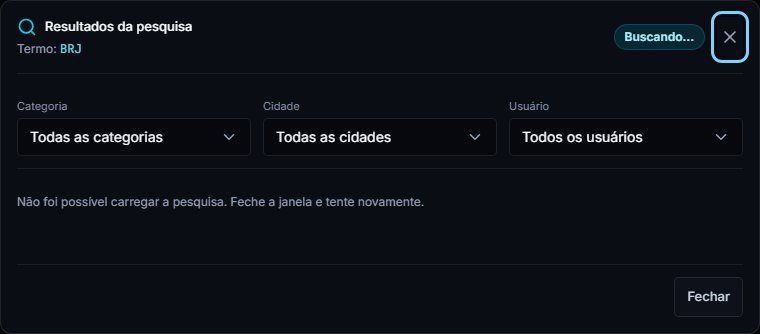 Resultados da pesquisa
Termo: BRJ
Buscando...
Categoria
Todas as categorias
Cidade
Todas as cidades
Usuário
Todos os usuários
Não foi possível carregar a pesquisa. Feche a janela e tente novamente.
Fechar